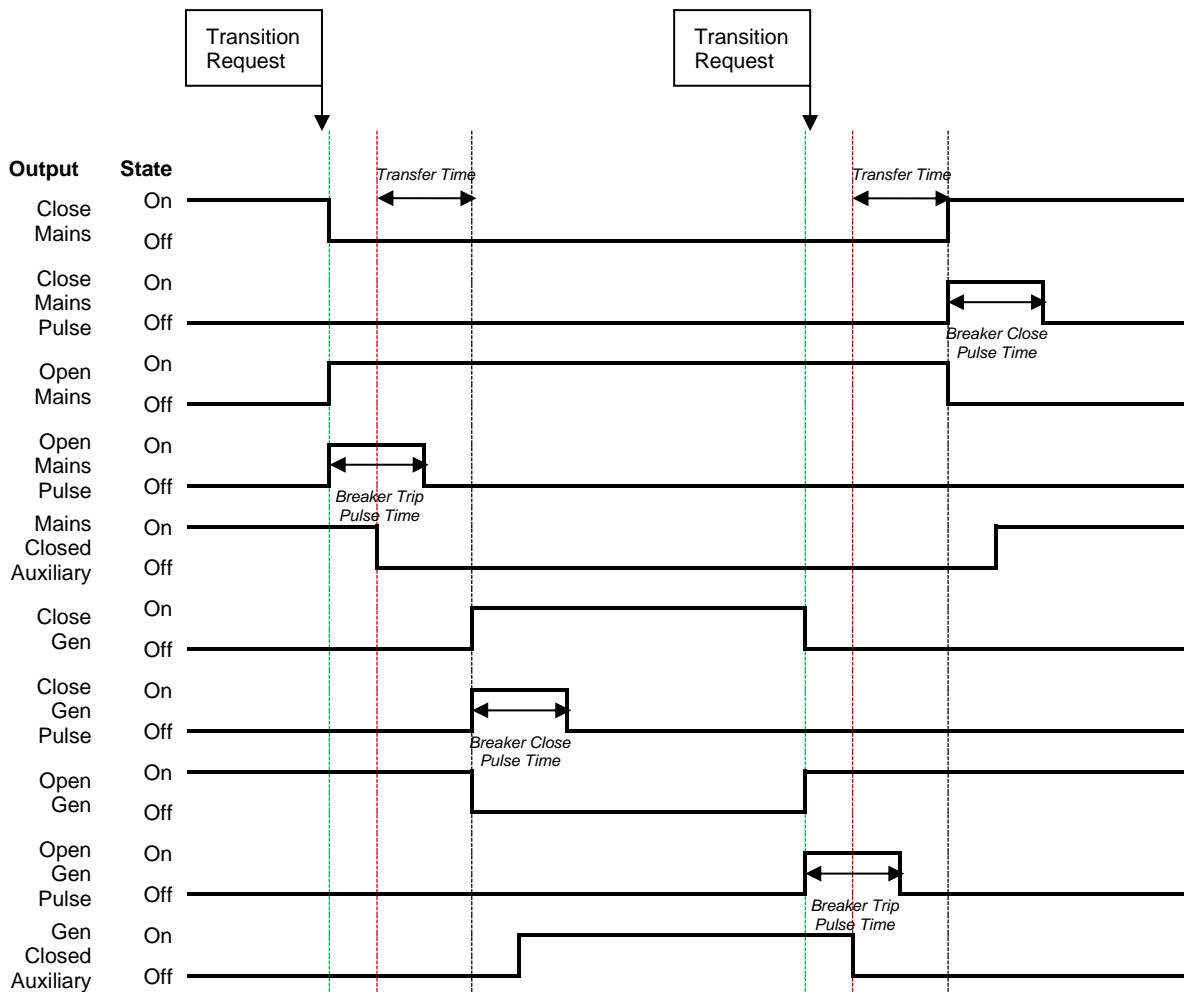 Transition
Request
Transition
Request
Output
State
Transfer Time
Transfer Time
Close
Mains
On
Off
Close
Mains
Pulse
On
Off
Breaker Close
Pulse Time
Open
Mains
On
Off
Open
Mains
Pulse
On
Off
Breaker Trip
Pulse Time
Mains
Closed
Auxiliary
On
Off
Close
Gen
On
Off
Close
Gen
Pulse
On
Off
Breaker Close
Pulse Time
Open
Gen
On
Off
Open
Gen
Pulse
On
Off
Breaker Trip
Pulse Time
Gen
Closed
Auxiliary
On
Off